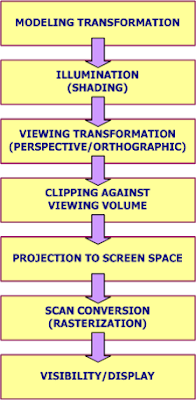 MODELING TRANSFORMATION
ILLUMINATION
(SHADING)
VIEWING TRANSFORMATION
(PERSPECTIVE/ORTHOGRAPHIC)
CLIPPING AGAINST
VIEWING VOLUME
PROJECTION TO SCREEN SPACE
SCAN CONVERSION
(RASTERIZATION)
VISIBILITY/DISPLAY